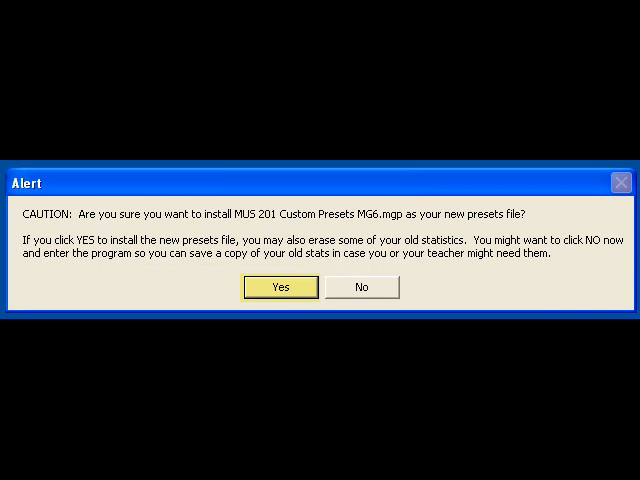 Alert
CAUTION:  Are you sure you want to install MUS 201 Custom Presets MG6.mgp as your new presets file?
If you click YES to install the new presets file, you may also erase some of your old statistics.  You might want to click NO now
and enter the program so you can save a copy of your old stats in case you or your teacher might need them.
Yes No